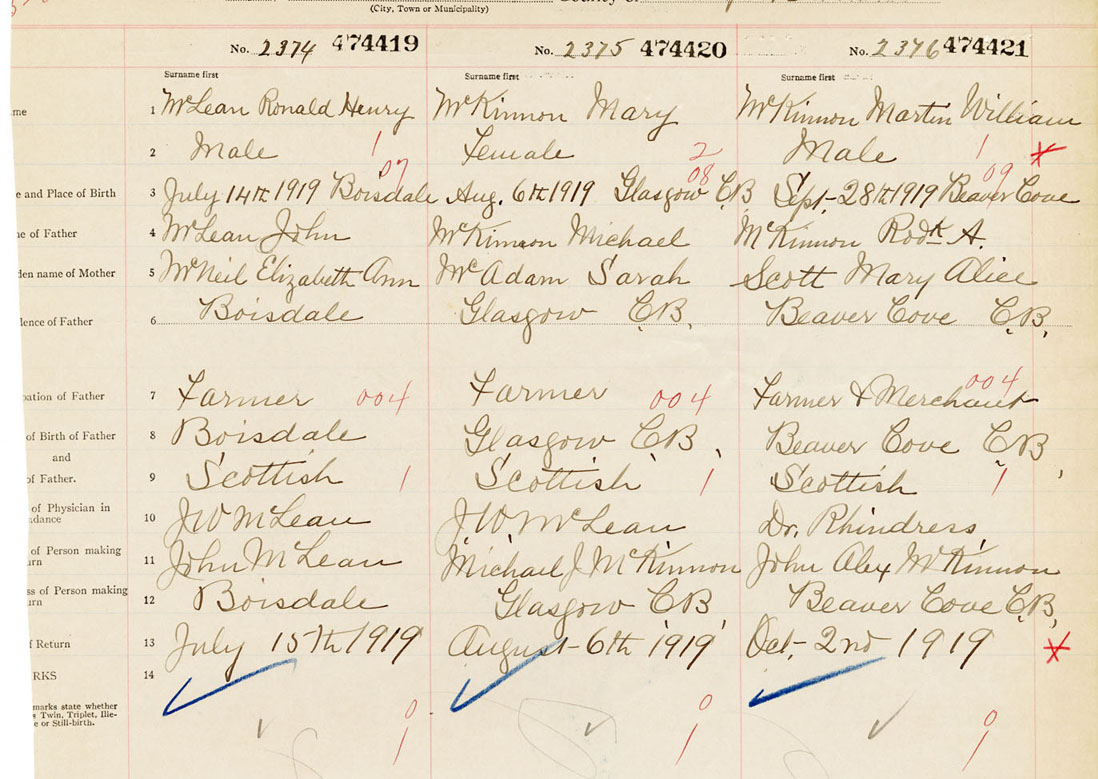 (City, Town or Municipality)
No. 2374 474419 No. 2375 474420 No. 2376 474421
Surname first Surname first Surname first
me 1 McLean Ronald Henry McKinnon Mary McKinnon Martin William
2 Male 1 Female 2 Male 1
07 08 09
e and Place of Birth 3 July 14th 1919 Boisdale Aug. 6th 1919 Glasgow C.B Sept. 28th 1919 Beaver Cove
ne of Father 4 McLean John McKinnon Michael McKinnon Rodk A.
den name of Mother 5 McNeil Elizabeth Ann McAdam Sarah Scott Mary Alice
dence of Father 6 Boisdale Glasgow C.B. Beaver Cove C.B.
pation of Father 7 Farmer 004 Farmer 004 Farmer & Merchant 004
of Birth of Father 8 Boisdale Glasgow C.B. Beaver Cove C.B.
and
of Father. 9 Scottish 1 Scottish 1 Scottish 1
of Physician in
ndance 10 J W McLean J. W. McLean Dr. Rhindress
of Person making
urn 11 John McLean Michael J McKinnon John Alex McKinnon
ss of Person making
urn 12 Boisdale Glasgow C.B Beaver Cove C.B.
f Return 13 July 15th 1919 August 6th 1919 Oct. 2nd 1919
RKS 14
marks state whether
s Twin, Triplet, Ille-
e or Still-birth.
0 0 0
1 1 1